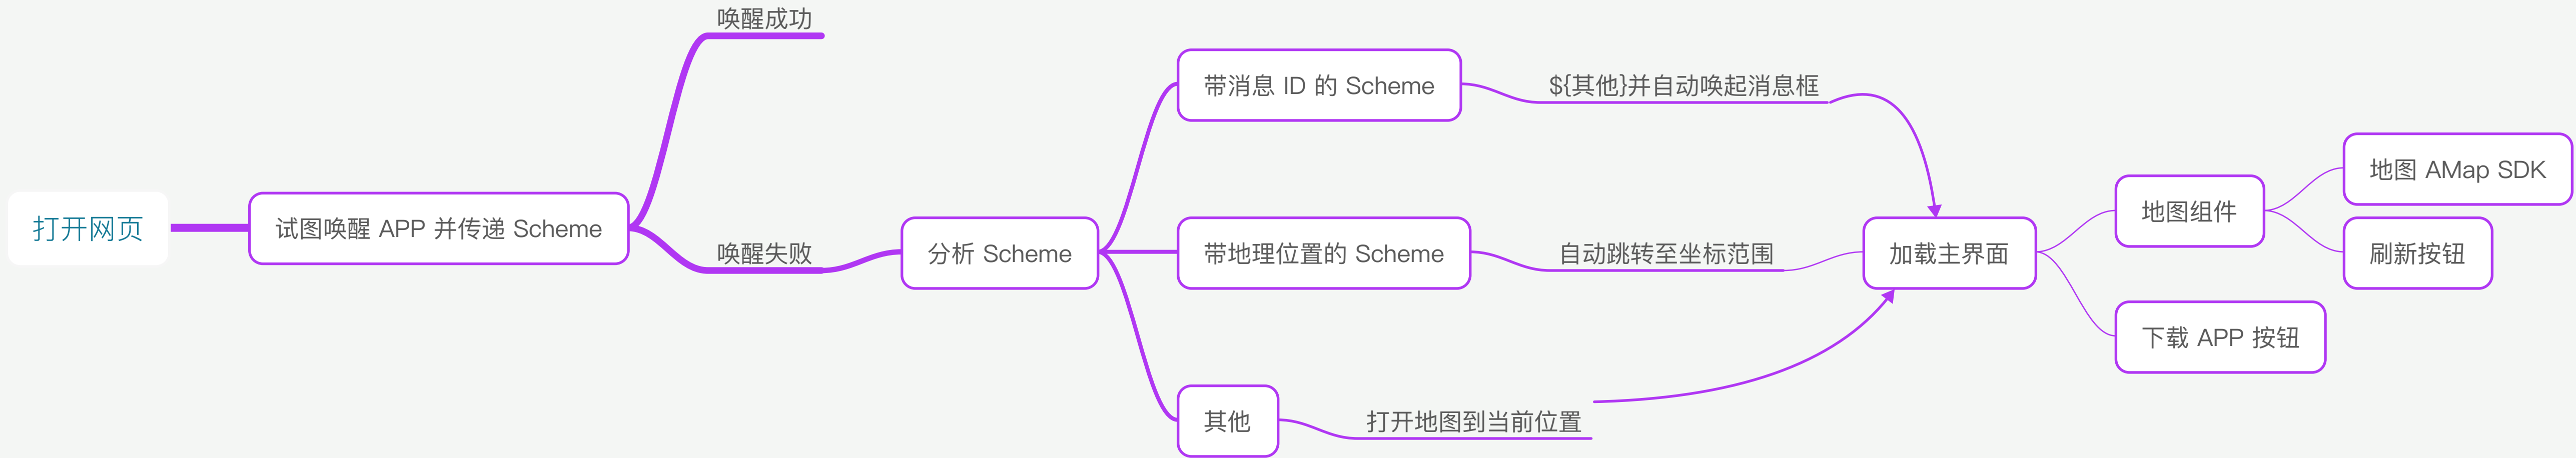 打开网页
试图唤醒 APP 并传递 Scheme
唤醒成功
唤醒失败
分析 Scheme
带消息 ID 的 Scheme
${其他}并自动唤起消息框
带地理位置的 Scheme
自动跳转至坐标范围
其他
打开地图到当前位置
加载主界面
地图组件
地图 AMap SDK
刷新按钮
下载 APP 按钮